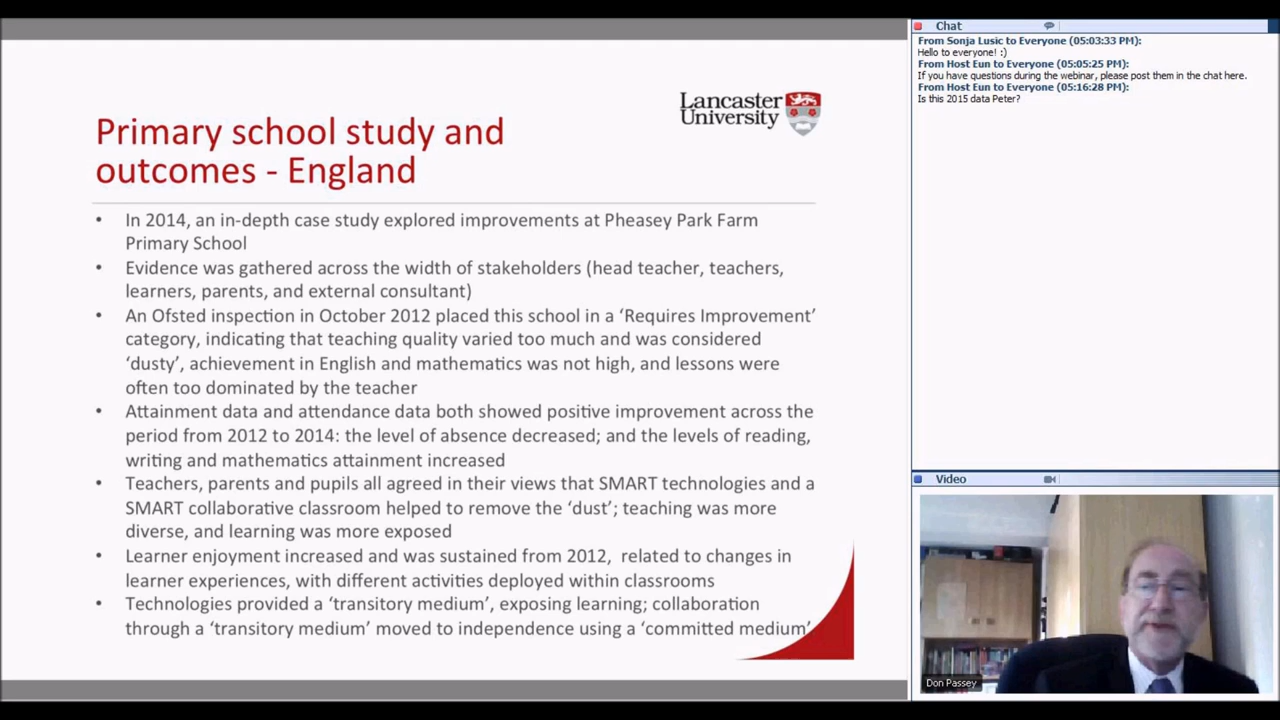 Lancaster
University
Primary school study and
outcomes - England
• In 2014, an in-depth case study explored improvements at Pheasey Park Farm
Primary School
• Evidence was gathered across the width of stakeholders (head teacher, teachers,
learners, parents, and external consultant)
• An Ofsted inspection in October 2012 placed this school in a ‘Requires Improvement’
category, indicating that teaching quality varied too much and was considered
‘dusty’, achievement in English and mathematics was not high, and lessons were
often too dominated by the teacher
• Attainment data and attendance data both showed positive improvement across the
period from 2012 to 2014: the level of absence decreased; and the levels of reading,
writing and mathematics attainment increased
• Teachers, parents and pupils all agreed in their views that SMART technologies and a
SMART collaborative classroom helped to remove the ‘dust’; teaching was more
diverse, and learning was more exposed
• Learner enjoyment increased and was sustained from 2012, related to changes in
learner experiences, with different activities deployed within classrooms
• Technologies provided a ‘transitory medium’, exposing learning; collaboration
through a ‘transitory medium’ moved to independence using a ‘committed medium’.
Chat
From Sonja Lusic to Everyone (05:03:33 PM):
Hello to everyone! :)
From Host Eun to Everyone (05:05:25 PM):
If you have questions during the webinar, please post them in the chat here.
From Host Eun to Everyone (05:16:28 PM):
Is this 2015 data Peter?
Video
Don Passey